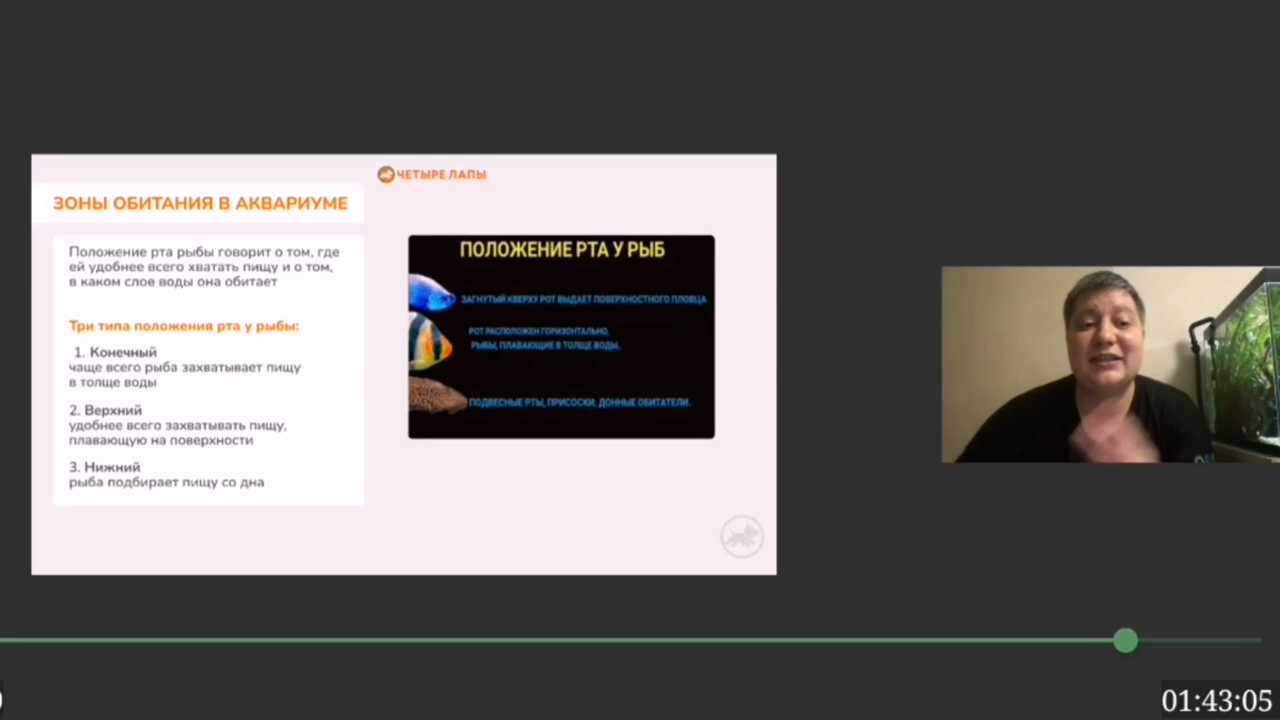 ЧЕТЫРЕ ЛАПЫ
ЗОНЫ ОБИТАНИЯ В АКВАРИУМЕ
Положение рта рыбы говорит о том, где
ей удобнее всего хватать пищу и о том,
в каком слое воды она обитает
Три типа положения рта у рыбы:
1. Конечный
чаще всего рыба захватывает пищу
в толще воды
2. Верхний
удобнее всего захватывать пищу,
плавающую на поверхности
3. Нижний
рыба подбирает пищу со дна
ПОЛОЖЕНИЕ РТА У РЫБ
ЗАГНУТЫЙ КВЕРХУ РОТ ВЫДАЕТ ПОВЕРХНОСТНОГО ПЛОВЦА
РОТ РАСПОЛОЖЕН ГОРИЗОНТАЛЬНО,
РЫБЫ, ПЛАВАЮЩИЕ В ТОЛЩЕ ВОДЫ.
ПОДВЕСНЫЕ РТЫ, ПРИСОСКИ, ДОННЫЕ ОБИТАТЕЛИ.
01:43:05